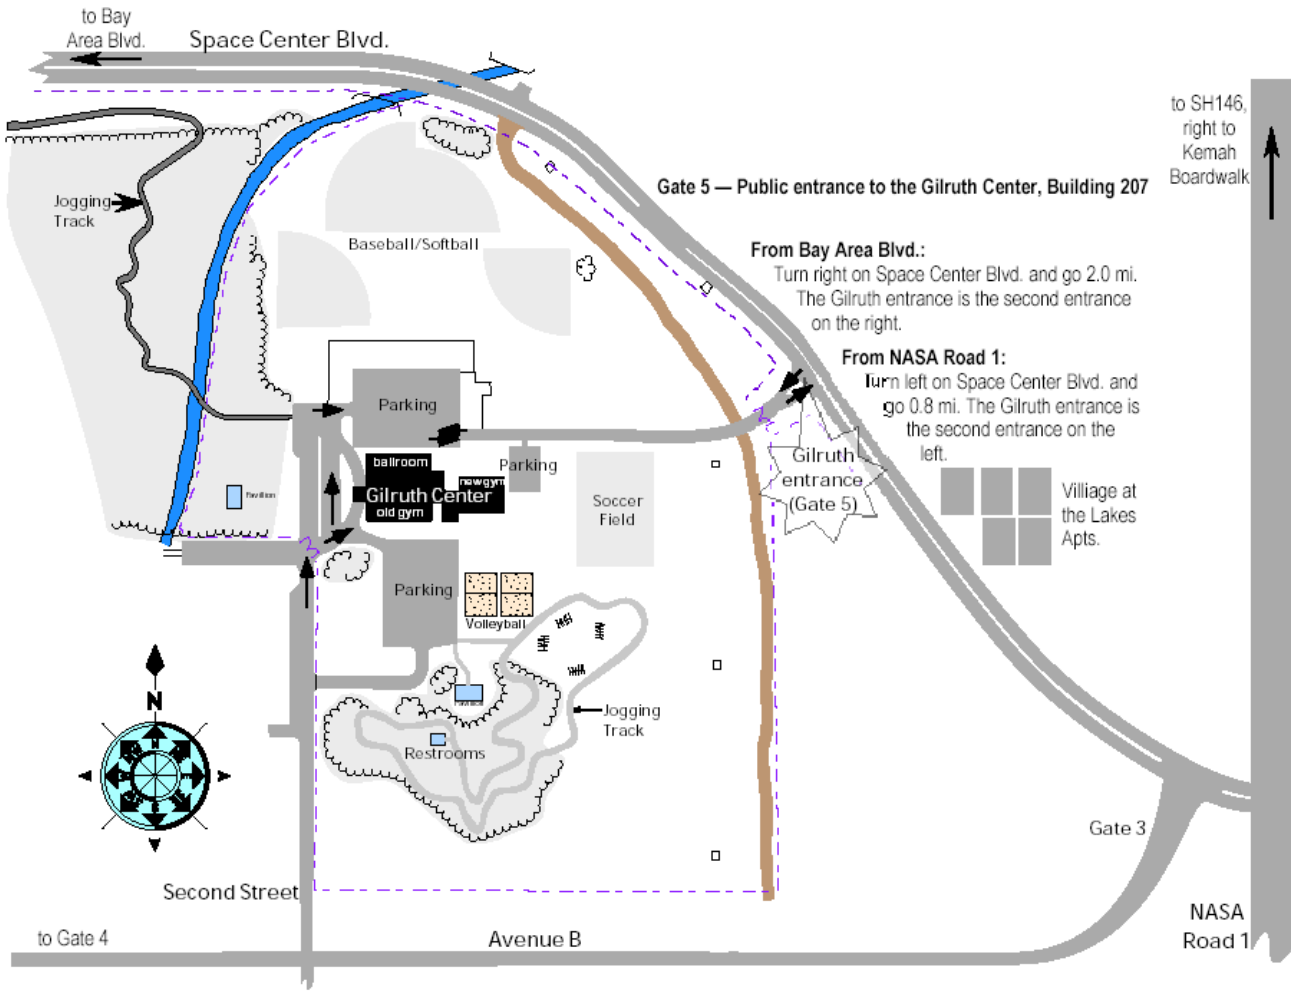 to Bay
Area Blvd.
Space Center Blvd.
to SH146,
right to
Kemah
Boardwalk
Gate 5 — Public entrance to the Gilruth Center, Building 207
Jogging
Track
Baseball/Softball
From Bay Area Blvd.:
Turn right on Space Center Blvd. and go 2.0 mi.
The Gilruth entrance is the second entrance
on the right.
From NASA Road 1:
Turn left on Space Center Blvd. and
go 0.8 mi. The Gilruth entrance is
the second entrance on the
left.
Parking
Parking
ballroom
newgym
Gilruth Center
old gym
Gilruth
entrance
(Gate 5)
Soccer
Field
Villiage at
the Lakes
Apts.
Pavillion
Parking
Volleyball
N
Jogging
Track
Restrooms
Gate 3
Second Street
NASA
Road 1
to Gate 4
Avenue B